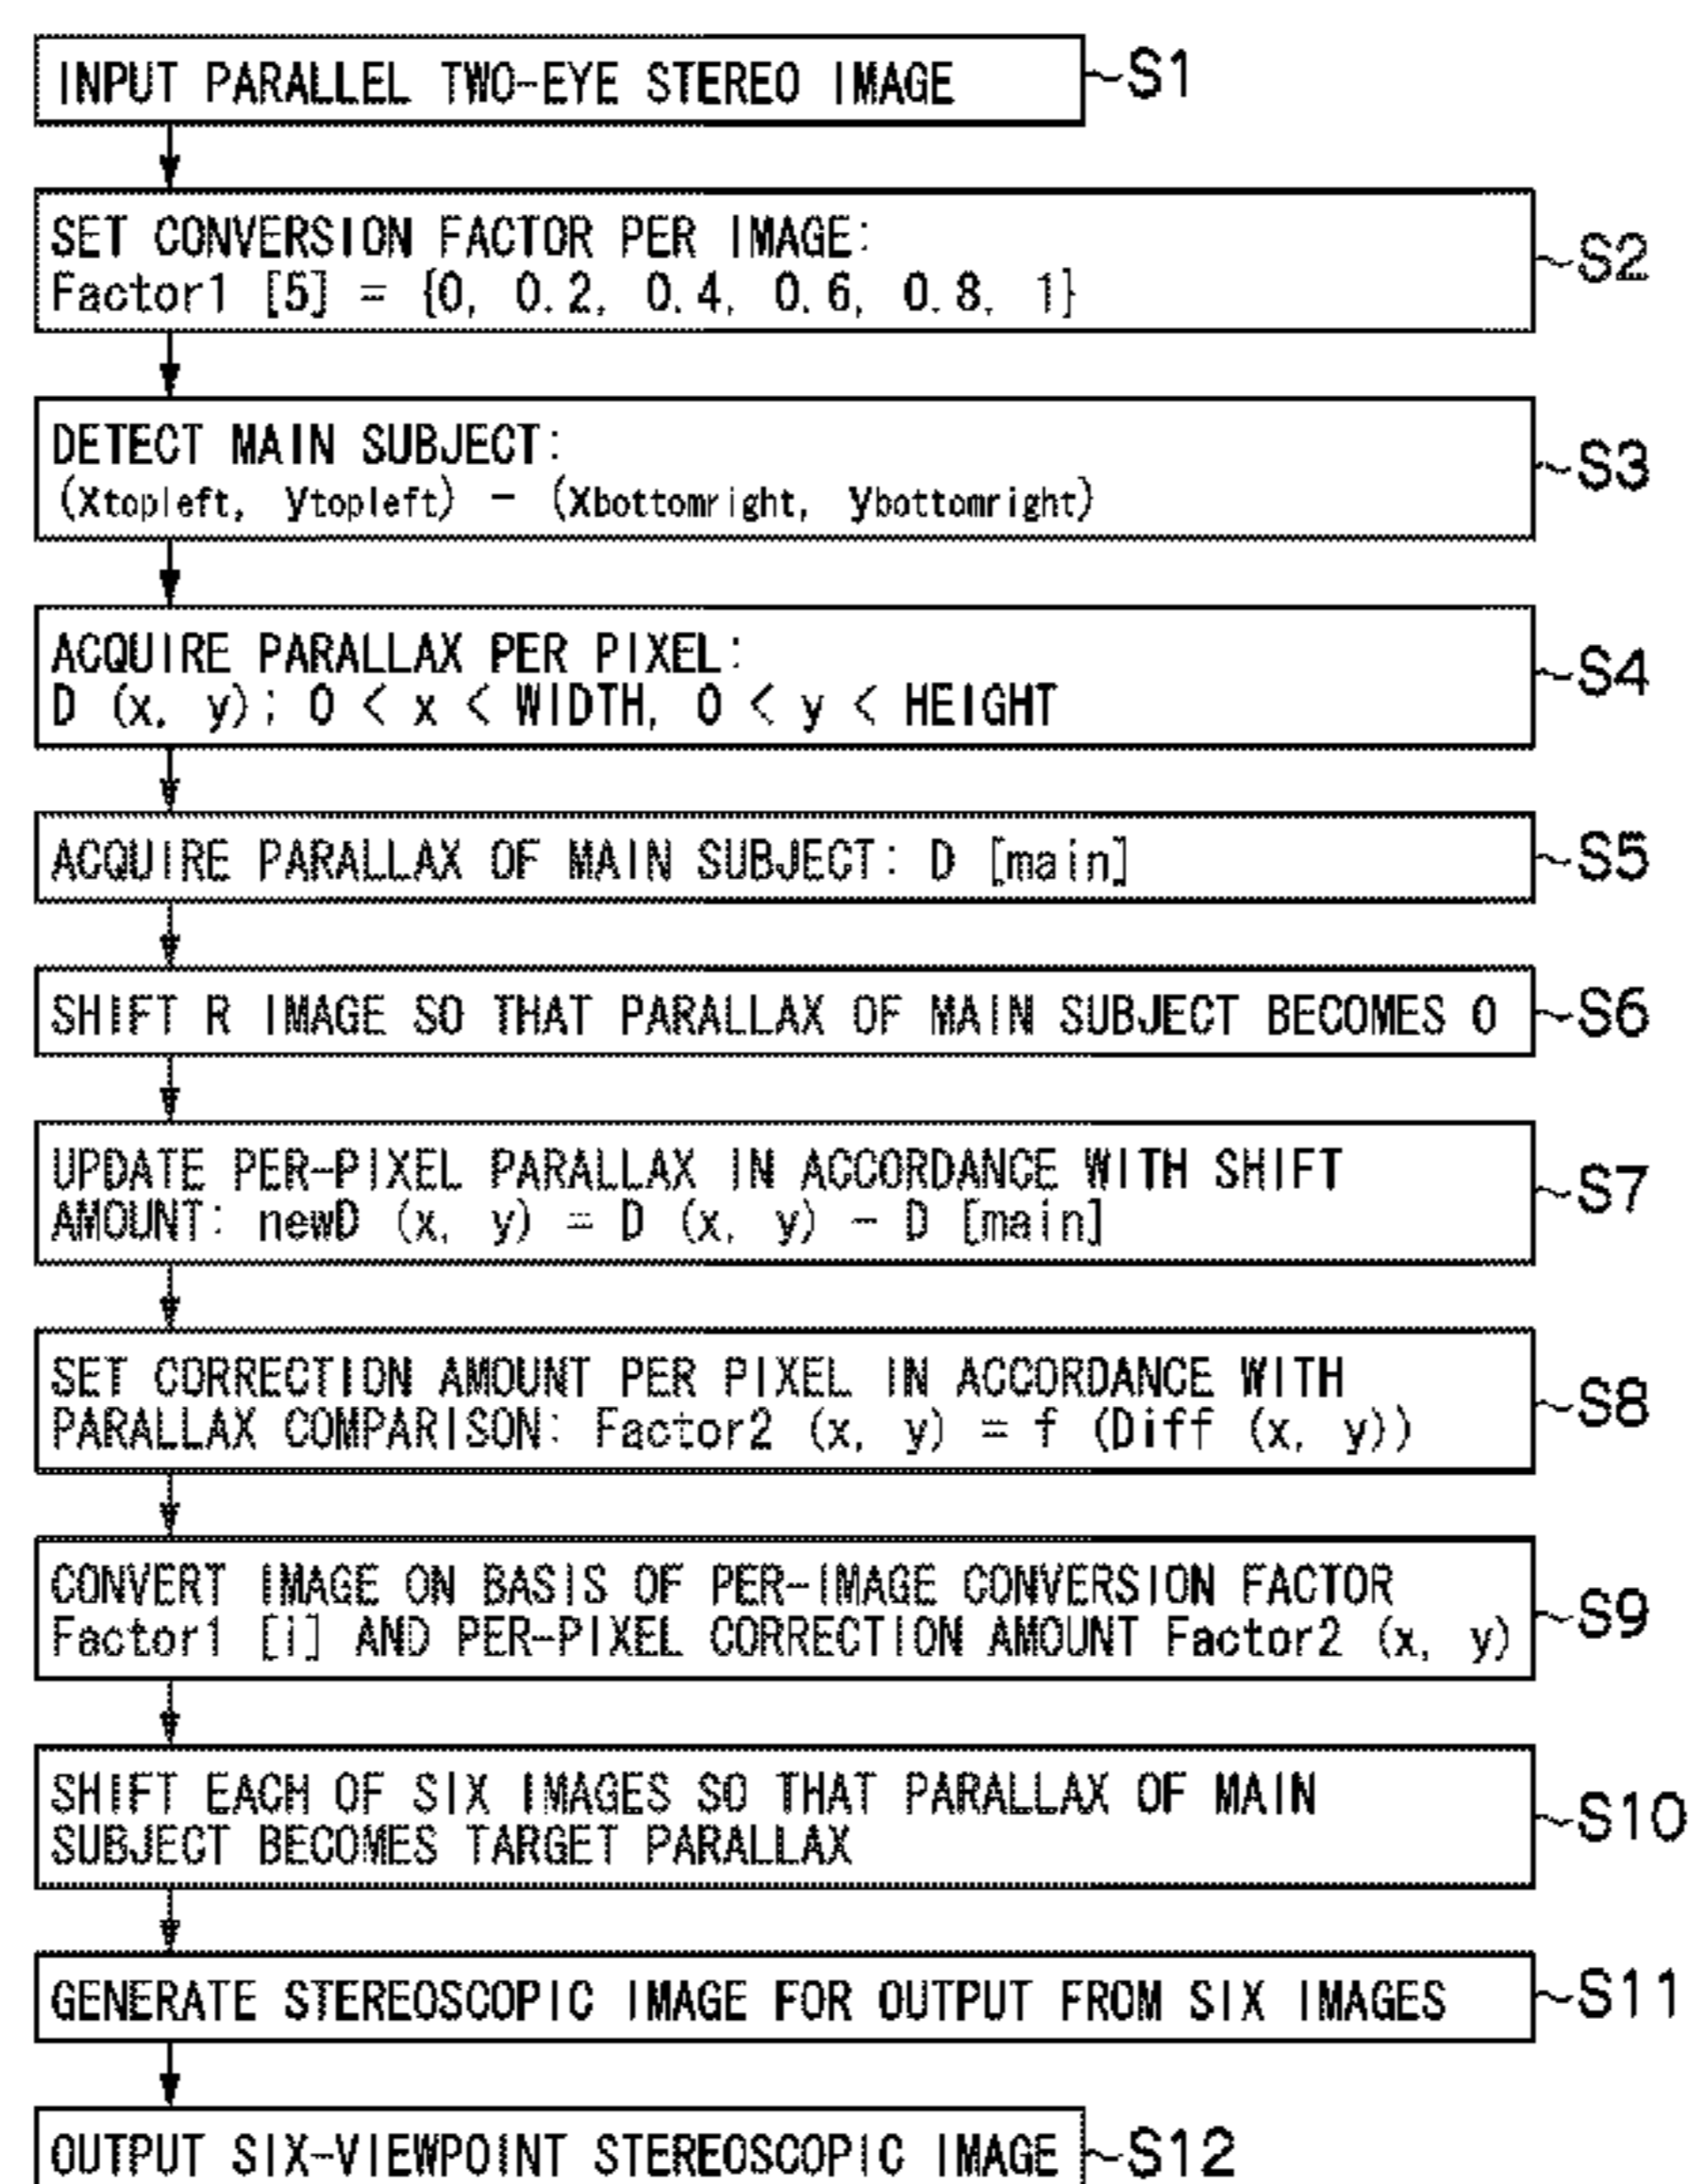 INPUT PARALLEL TWO-EYE STEREO IMAGE
S1
SET CONVERSION FACTOR PER IMAGE:
Factor1 [5] = {0, 0.2, 0.4, 0.6, 0.8, 1}
S2
DETECT MAIN SUBJECT:
(Xtopleft, Ytopleft) - (Xbottomright, Ybottomright)
S3
ACQUIRE PARALLAX PER PIXEL:
D (x, y); 0 < x < WIDTH, 0 < y < HEIGHT
S4
ACQUIRE PARALLAX OF MAIN SUBJECT: D [main]
S5
SHIFT R IMAGE SO THAT PARALLAX OF MAIN SUBJECT BECOMES 0
S6
UPDATE PER-PIXEL PARALLAX IN ACCORDANCE WITH SHIFT
AMOUNT: newD (x, y) = D (x, y) - D [main]
S7
SET CORRECTION AMOUNT PER PIXEL IN ACCORDANCE WITH
PARALLAX COMPARISON: Factor2 (x, y) = f (Diff (x, y))
S8
CONVERT IMAGE ON BASIS OF PER-IMAGE CONVERSION FACTOR
Factor1 [i] AND PER-PIXEL CORRECTION AMOUNT Factor2 (x, y)
S9
SHIFT EACH OF SIX IMAGES SO THAT PARALLAX OF MAIN
SUBJECT BECOMES TARGET PARALLAX
S10
GENERATE STEREOSCOPIC IMAGE FOR OUTPUT FROM SIX IMAGES
S11
OUTPUT SIX-VIEWPOINT STEREOSCOPIC IMAGE
S12